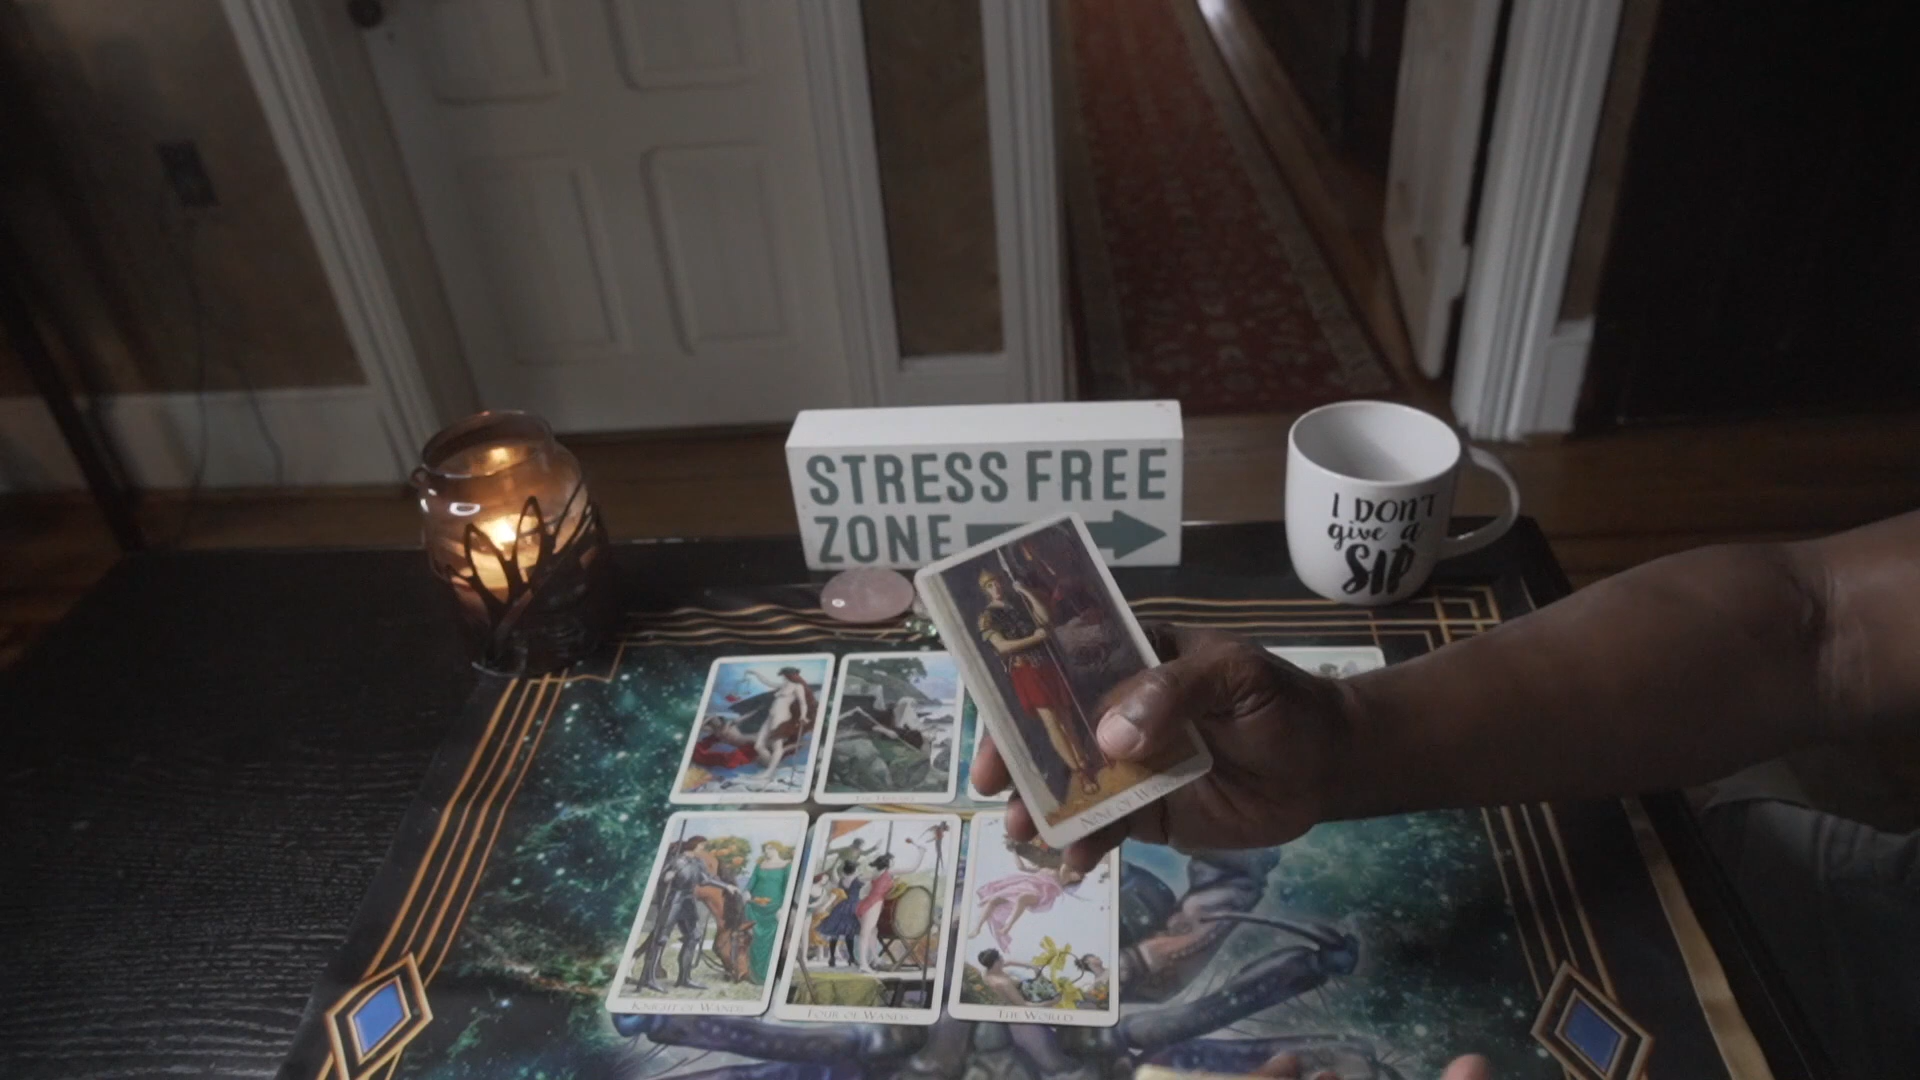 STRESS FREE
ZONE
I DON'T
give a
SIP
NINE OF WANDS
KNIGHT OF WANDS
FOUR OF WANDS
THE WORLD